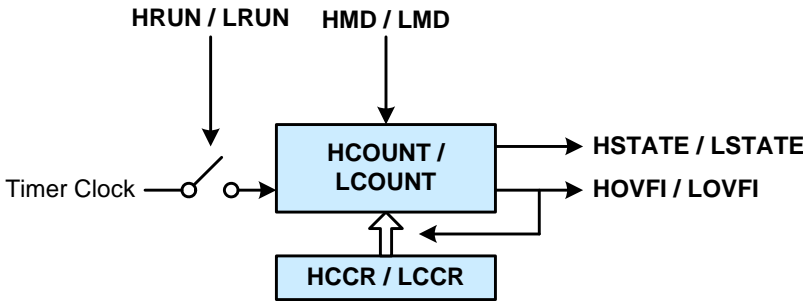 HRUN / LRUN
HMD / LMD
HCOUNT /
LCOUNT
HSTATE / LSTATE
Timer Clock
HOVFI / LOVFI
HCCR / LCCR